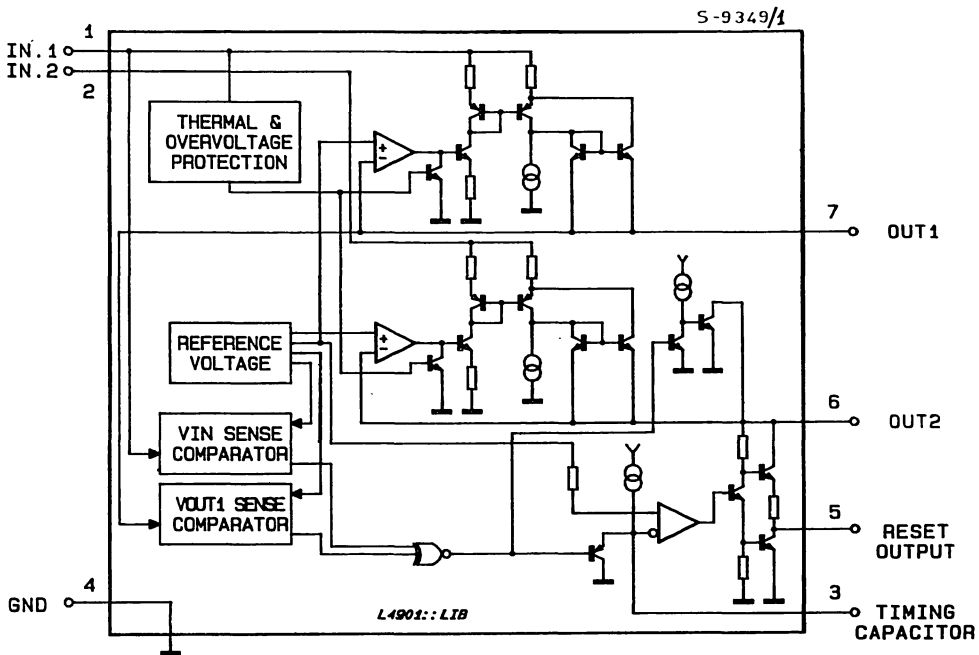 S-9349/1
1
IN.1
IN.2
2
THERMAL &
OVERVOLTAGE
PROTECTION
+
-
7
OUT1
REFERENCE
VOLTAGE
+
-
6
OUT2
VIN SENSE
COMPARATOR
VOUT1 SENSE
COMPARATOR
5
RESET
OUTPUT
4
GND
3
TIMING
CAPACITOR
L4901::LIB